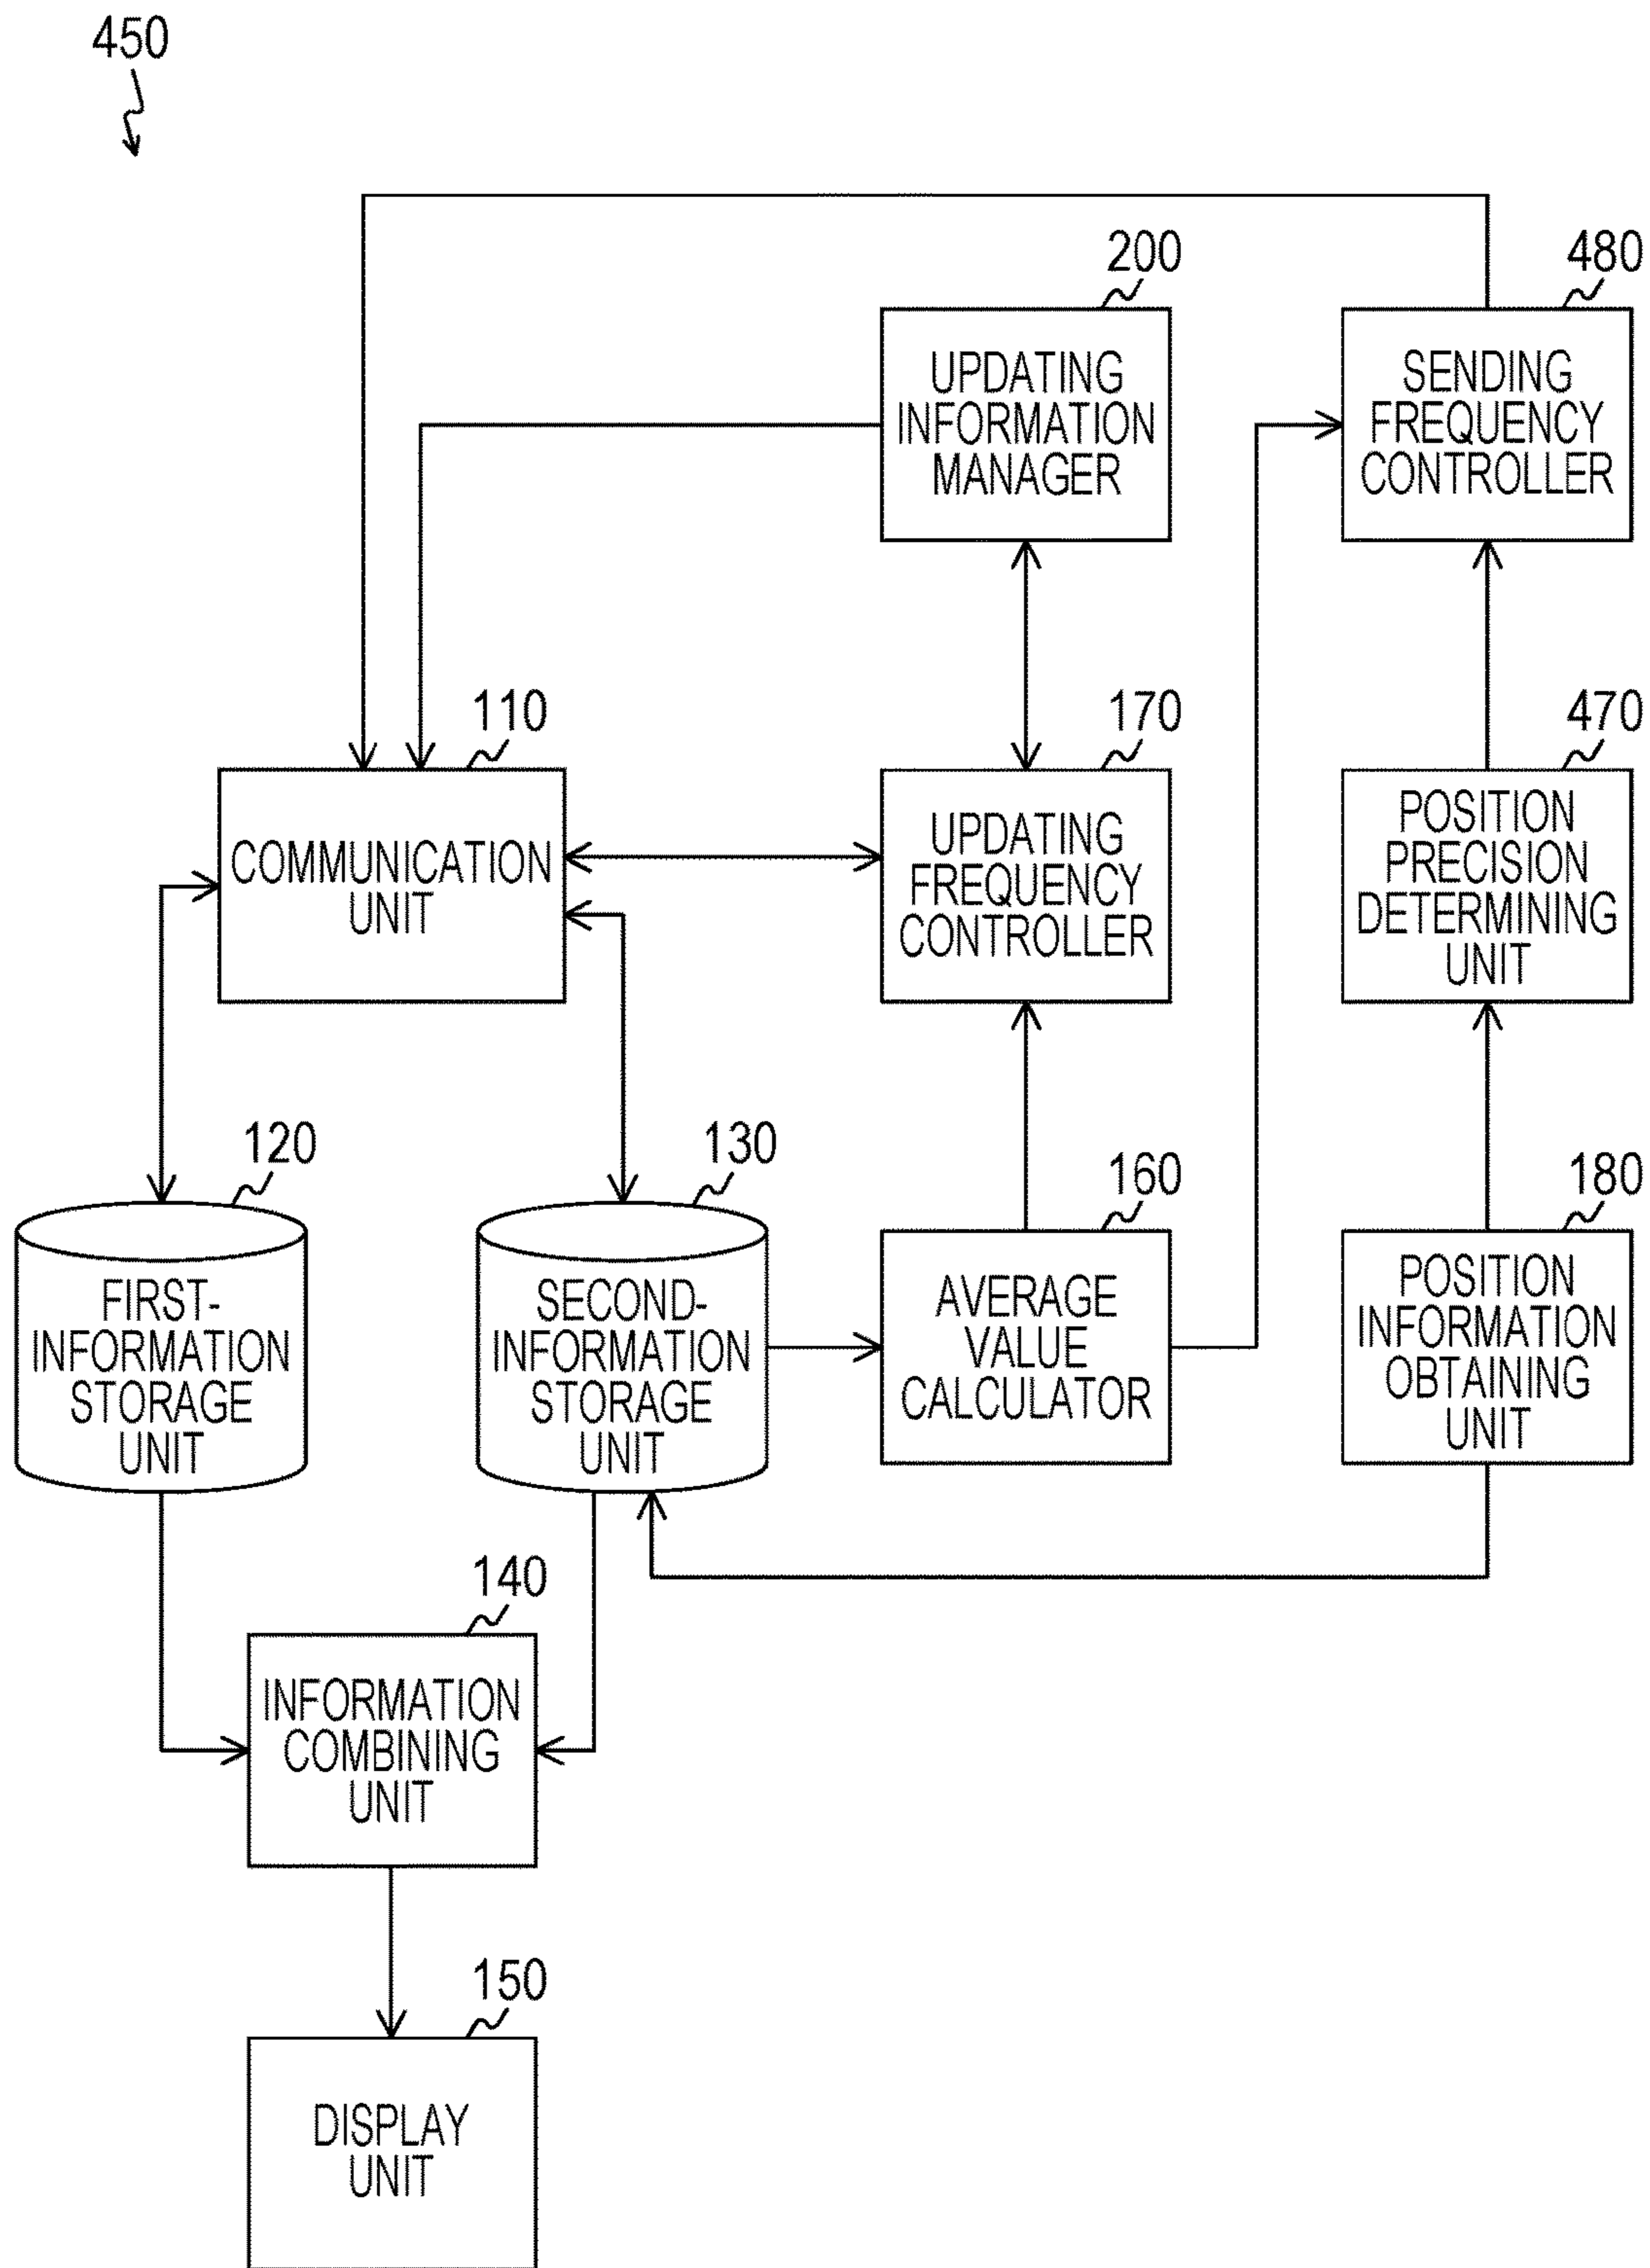 450
200
UPDATING
INFORMATION
MANAGER
480
SENDING
FREQUENCY
CONTROLLER
110
COMMUNICATION
UNIT
170
UPDATING
FREQUENCY
CONTROLLER
470
POSITION
PRECISION
DETERMINING
UNIT
120
FIRST-
INFORMATION
STORAGE
UNIT
130
SECOND-
INFORMATION
STORAGE
UNIT
160
AVERAGE
VALUE
CALCULATOR
180
POSITION
INFORMATION
OBTAINING
UNIT
140
INFORMATION
COMBINING
UNIT
150
DISPLAY
UNIT